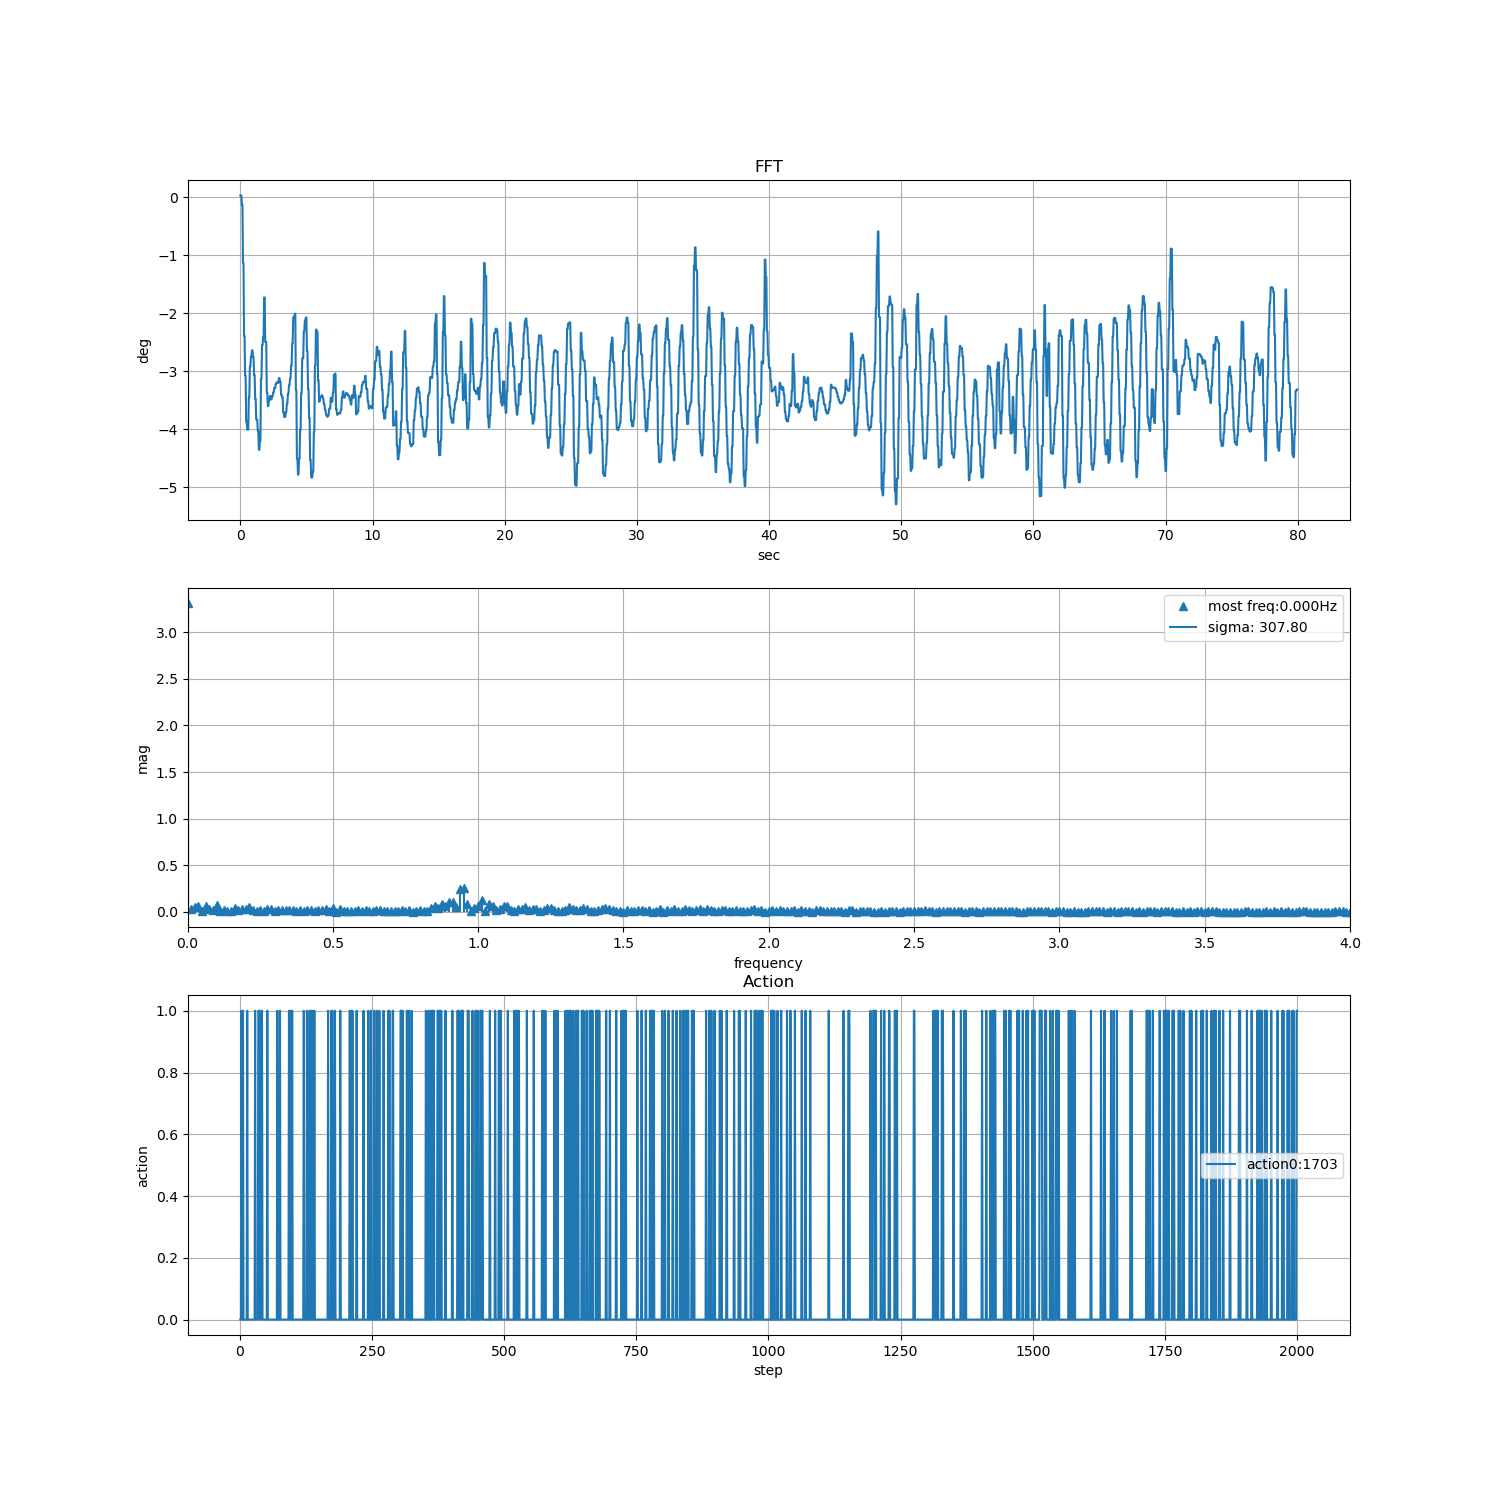 FFT
0
−1
−2
−3
−4
−5
deg
0 10 20 30 40 50 60 70 80
sec
most freq:0.000Hz
sigma: 307.80
3.0
2.5
2.0
1.5
1.0
0.5
0.0
mag
0.0 0.5 1.0 1.5 2.0 2.5 3.0 3.5 4.0
frequency
Action
1.0
0.8
0.6
0.4
0.2
0.0
action
action0:1703
0 250 500 750 1000 1250 1500 1750 2000
step